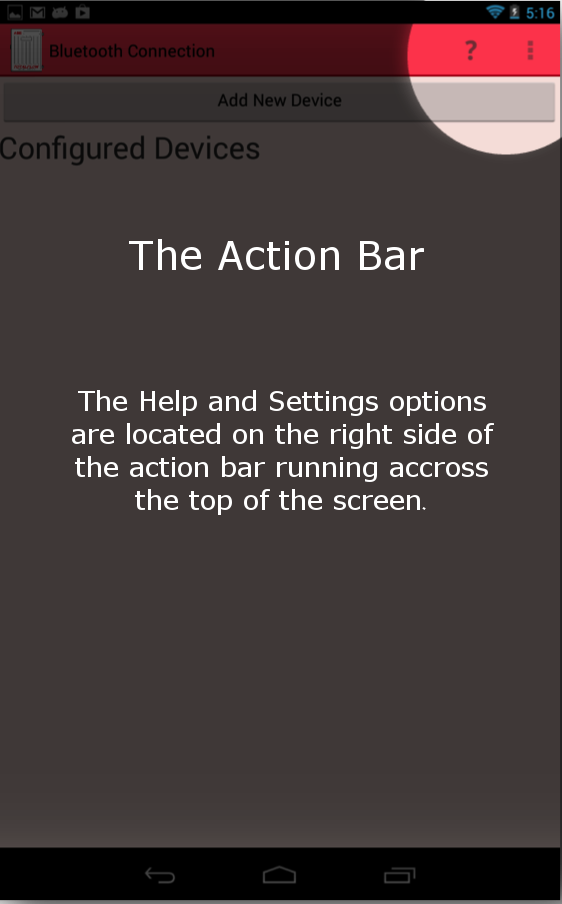 5:16
Bluetooth Connection
?
Add New Device
Configured Devices
The Action Bar
The Help and Settings options
are located on the right side of
the action bar running accross
the top of the screen.